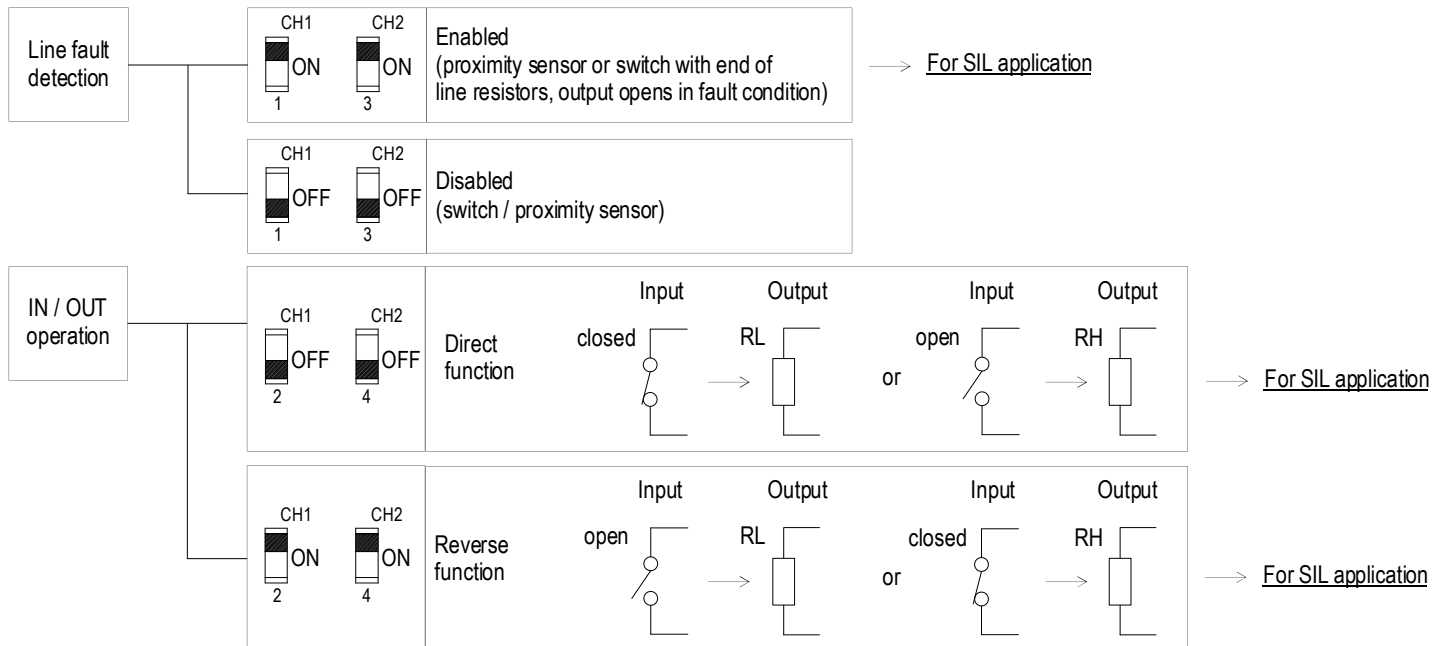 Line fault
detection
CH1 CH2
ON ON
1 3
Enabled
(proximity sensor or switch with end of
line resistors, output opens in fault condition)
For SIL application
CH1 CH2
OFF OFF
1 3
Disabled
(switch / proximity sensor)
IN / OUT
operation
CH1 CH2
OFF OFF
2 4
Direct
function
Input Output Input Output
closed RL or open RH
For SIL application
CH1 CH2
ON ON
2 4
Reverse
function
Input Output Input Output
open RL or closed RH
For SIL application